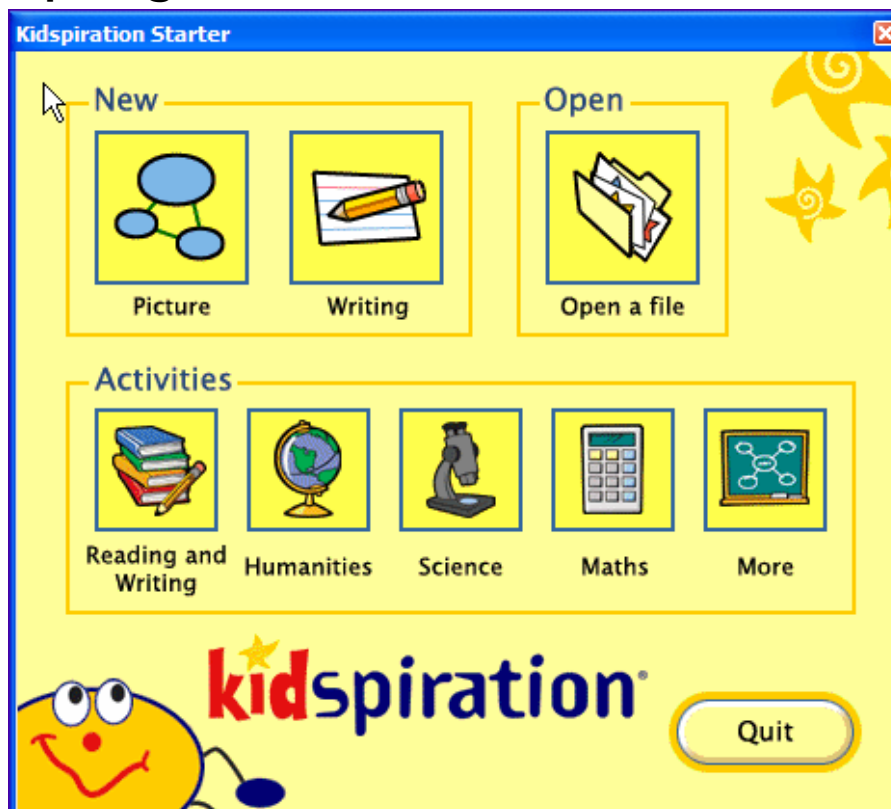 Kidspiration Starter
New
Open
Picture
Writing
Open a file
Activities
Reading and
Writing
Humanities
Science
Maths
More
kidspiration®
Quit